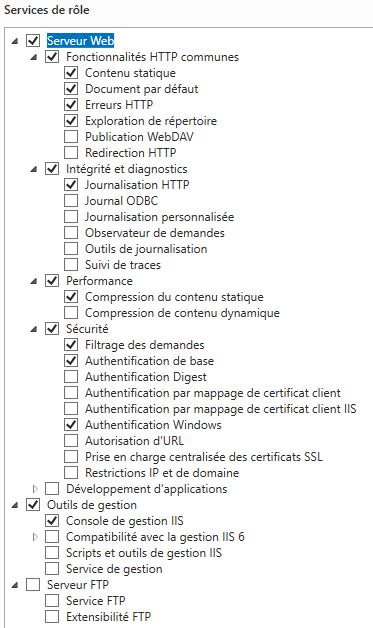 Services de rôle
Serveur Web
Fonctionnalités HTTP communes
Contenu statique
Document par défaut
Erreurs HTTP
Exploration de répertoire
Publication WebDAV
Redirection HTTP
Intégrité et diagnostics
Journalisation HTTP
Journal ODBC
Journalisation personnalisée
Observateur de demandes
Outils de journalisation
Suivi de traces
Performance
Compression du contenu statique
Compression de contenu dynamique
Sécurité
Filtrage des demandes
Authentification de base
Authentification Digest
Authentification par mappage de certificat client
Authentification par mappage de certificat client IIS
Authentification Windows
Autorisation d'URL
Prise en charge centralisée des certificats SSL
Restrictions IP et de domaine
Développement d'applications
Outils de gestion
Console de gestion IIS
Compatibilité avec la gestion IIS 6
Scripts et outils de gestion IIS
Service de gestion
Serveur FTP
Service FTP
Extensibilité FTP